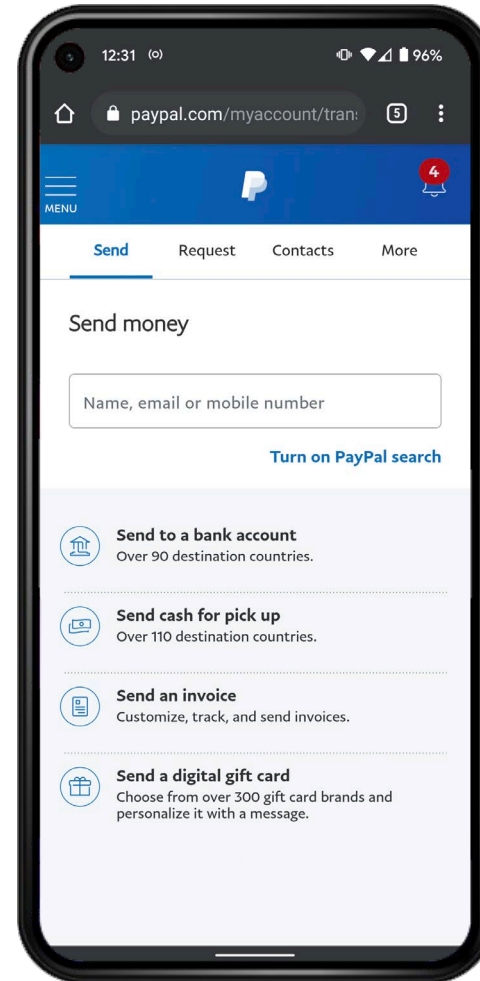 12:31
96%
paypal.com/myaccount/tran
5
4
MENU
Send Request Contacts More
Send money
Name, email or mobile number
Turn on PayPal search
Send to a bank account
Over 90 destination countries.
Send cash for pick up
Over 110 destination countries.
Send an invoice
Customize, track, and send invoices.
Send a digital gift card
Choose from over 300 gift card brands and
personalize it with a message.